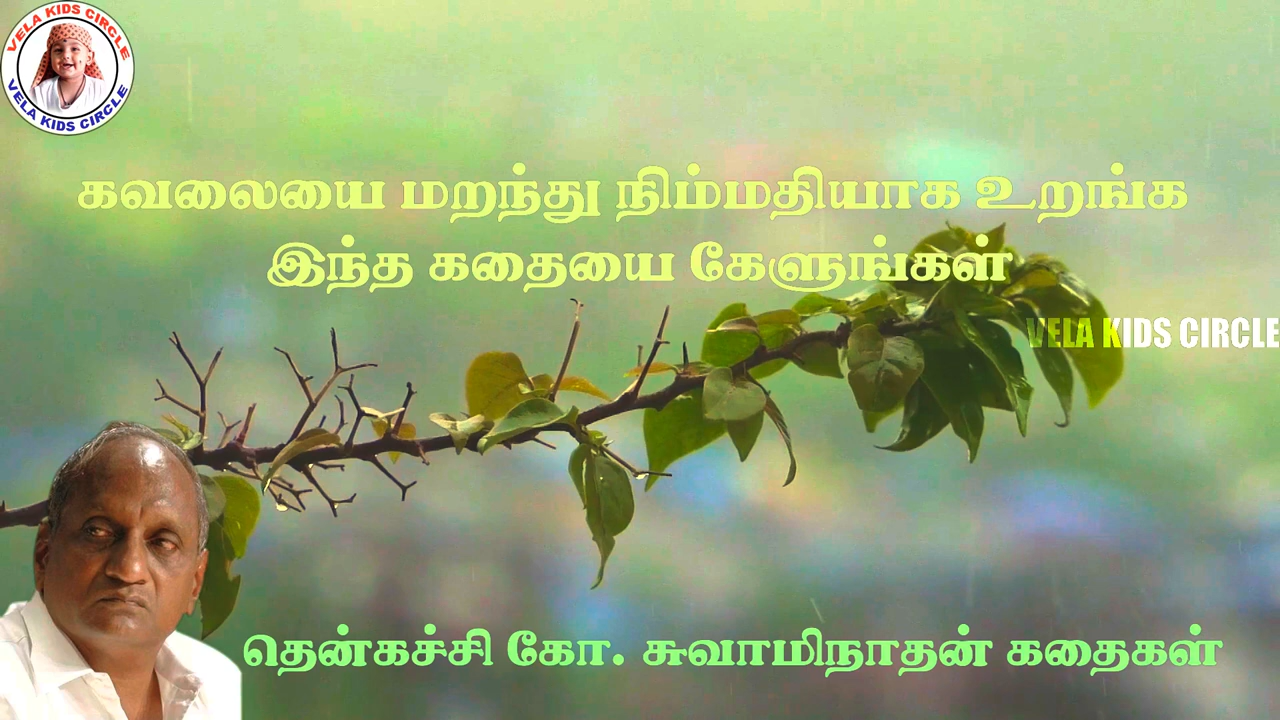 VELA KIDS CIRCLE
VELA KIDS CIRCLE
கவலையை மறந்து நிம்மதியாக உறங்க
இந்த கதையை கேளுங்கள்
VELA KIDS CIRCLE
தென்கச்சி கோ. சுவாமிநாதன் கதைகள்